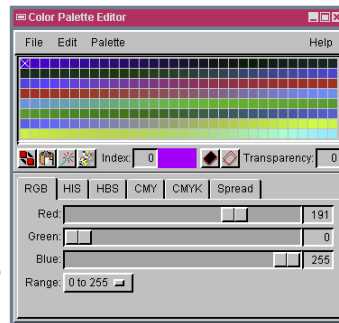 Color Palette Editor
File Edit Palette Help
Index: 0 Transparency: 0
RGB HIS HBS CMY CMYK Spread
Red: 191
Green: 0
Blue: 255
Range: 0 to 255